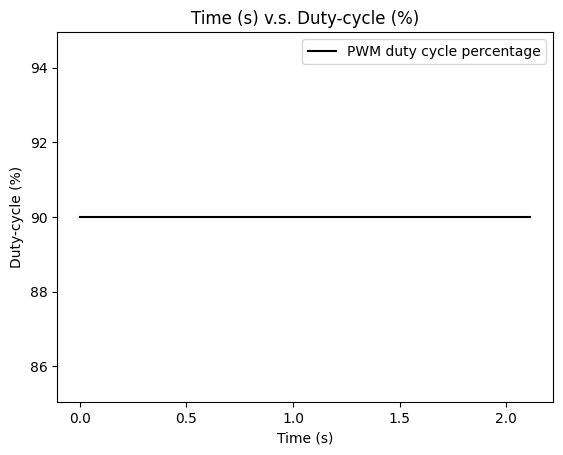 Time (s) v.s. Duty-cycle (%)
PWM duty cycle percentage
94
92
90
88
86
Duty-cycle (%)
0.0 0.5 1.0 1.5 2.0
Time (s)